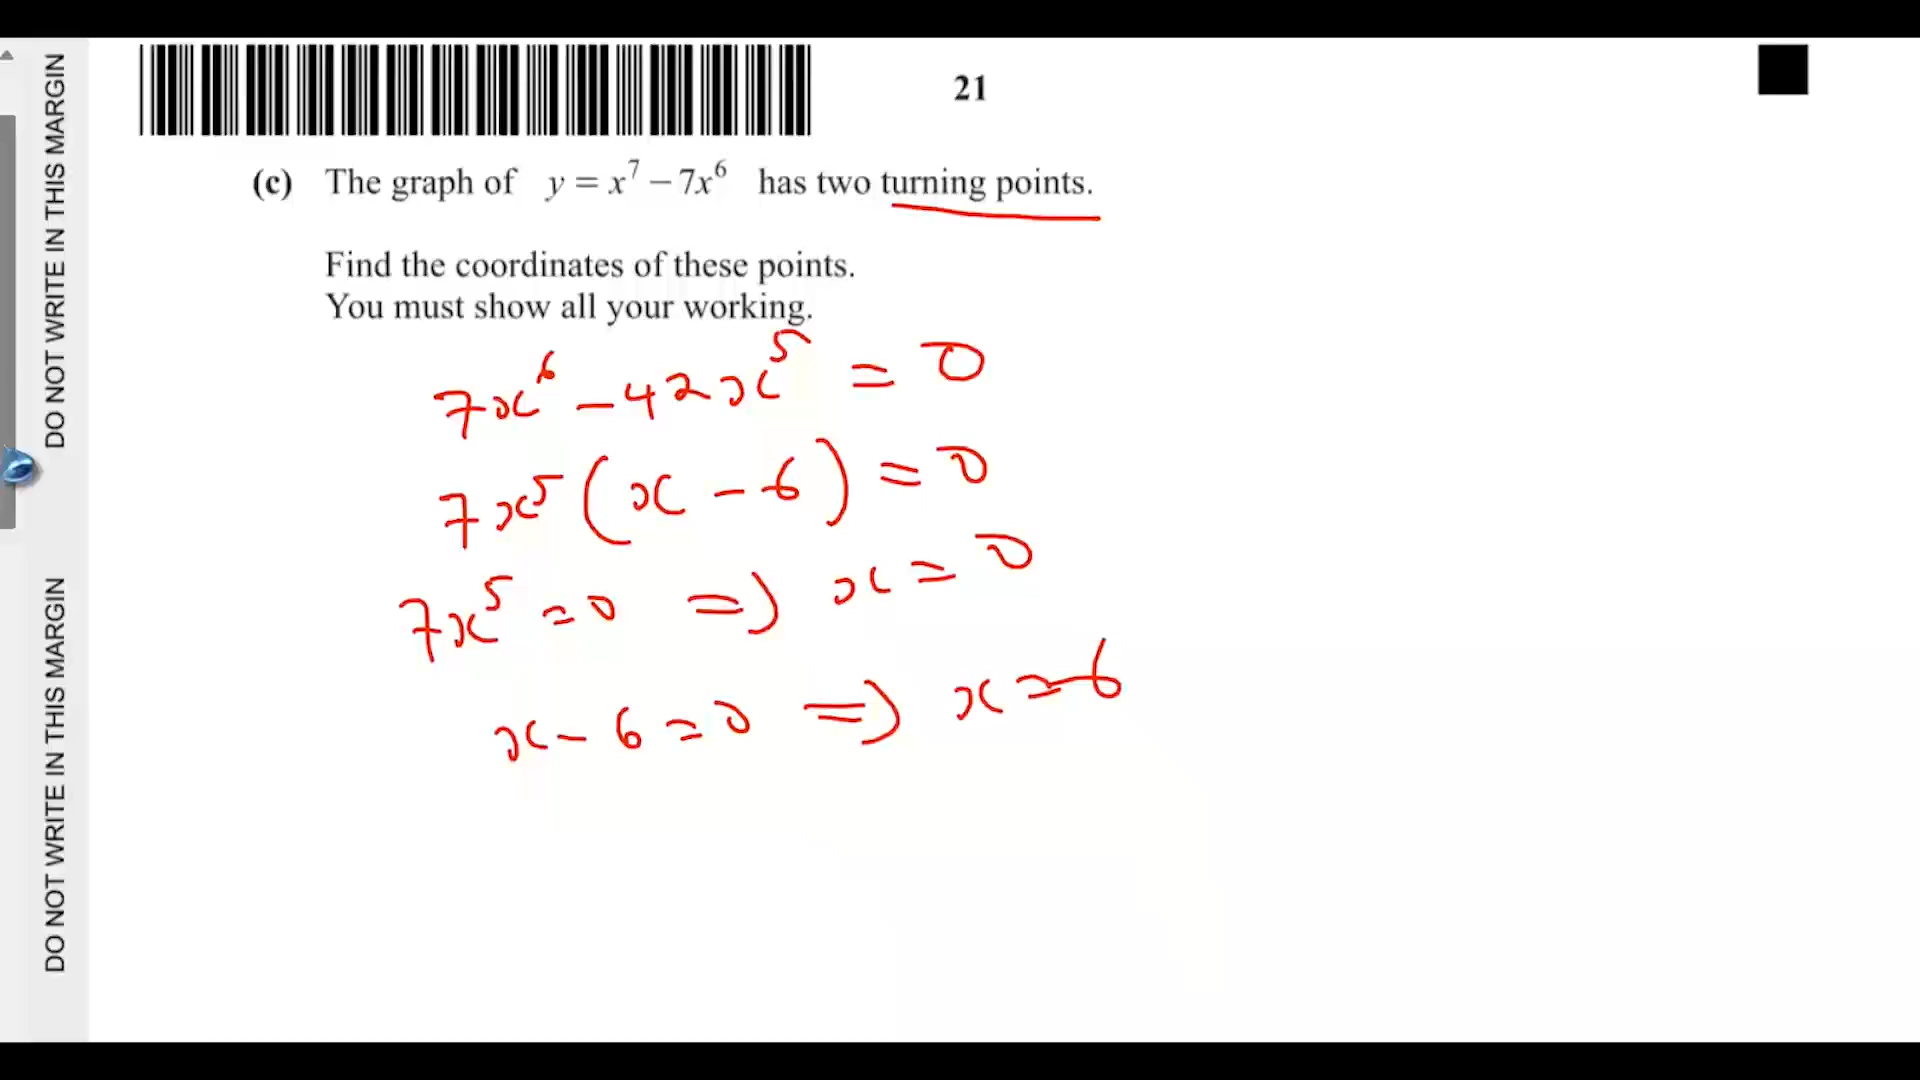 21
(c) The graph of y = x⁷ − 7x⁶ has two turning points.
Find the coordinates of these points.
You must show all your working.
7x⁶ − 42x⁵ = 0
7x⁵ (x − 6) = 0
7x⁵ = 0 ⇒ x = 0
x − 6 = 0 ⇒ x = 6
DO NOT WRITE IN THIS MARGIN
DO NOT WRITE IN THIS MARGIN